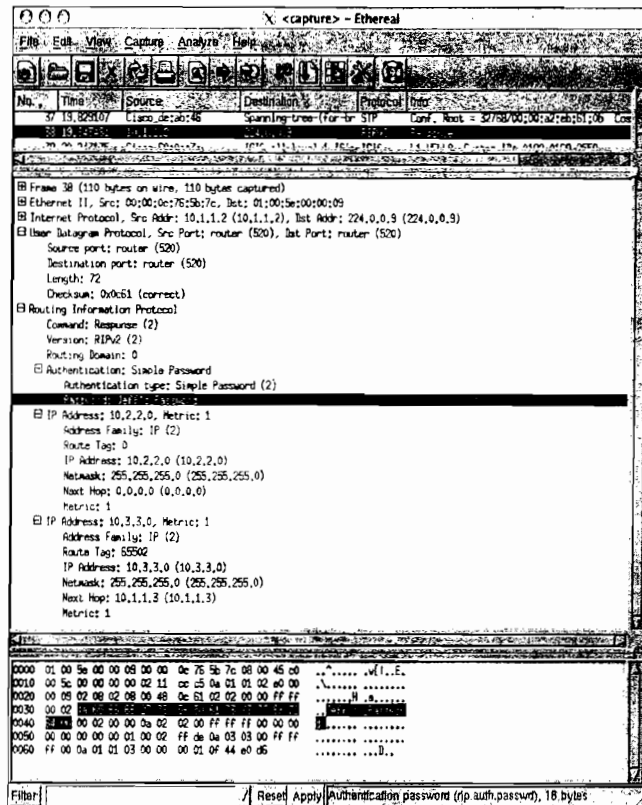 X <capture> - Ethereal
File Edit View Capture Analyze Help
No. Time Source Destination Protocol Info
37 19.829107 Cisco_de:ab:46 Spanning-tree-(for-br STP Conf. Root = 32768/00:00:a2:eb:61:06 Cos
38 10.1.1.2 224.0.0.9
Frame 38 (110 bytes on wire, 110 bytes captured)
Ethernet II, Src: 00:00:0c:76:5b:7c, Dst: 01:00:5e:00:00:09
Internet Protocol, Src Addr: 10.1.1.2 (10.1.1.2), Dst Addr: 224.0.0.9 (224.0.0.9)
User Datagram Protocol, Src Port: router (520), Dst Port: router (520)
Source port: router (520)
Destination port: router (520)
Length: 72
Checksum: 0x0c61 (correct)
Routing Information Protocol
Command: Response (2)
Version: RIPv2 (2)
Routing Domain: 0
Authentication: Simple Password
Authentication type: Simple Password (2)
IP Address: 10.2.2.0, Metric: 1
Address Family: IP (2)
Route Tag: 0
IP Address: 10.2.2.0 (10.2.2.0)
Netmask: 255.255.255.0 (255.255.255.0)
Next Hop: 0.0.0.0 (0.0.0.0)
Metric: 1
IP Address: 10.3.3.0, Metric: 1
Address Family: IP (2)
Route Tag: 65502
IP Address: 10.3.3.0 (10.3.3.0)
Netmask: 255.255.255.0 (255.255.255.0)
Next Hop: 10.1.1.3 (10.1.1.3)
Metric: 1
0000 01 00 5e 00 00 09 00 00 0c 76 5b 7c 08 00 45 c0 ..^..... .v[|..E.
0010 00 5c 00 00 00 00 02 11 cc c5 0a 01 01 02 e0 00 .\...... ........
0020 00 09 02 08 02 08 00 48 0c 61 02 02 00 00 ff ff .......H .a......
0030 00 02
0040 00 02 00 00 0a 02 02 00 ff ff ff 00 00 00
0050 00 00 00 00 00 01 00 02 ff de 0a 03 03 00 ff ff ........ ........
0060 ff 00 0a 01 01 03 00 00 00 01 0f 44 e0 d6 ........ ...D..
Filter: / Reset Apply Authentication password (rip.auth.passwd), 16 bytes